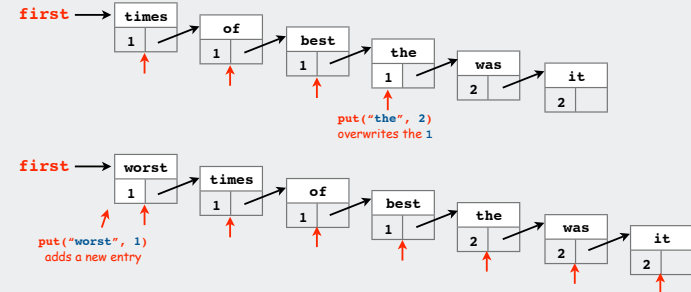 first
times
1
of
1
best
1
the
1
was
2
it
2
put("the", 2)
overwrites the 1
first
worst
1
times
1
of
1
best
1
the
2
was
2
it
2
put("worst", 1)
adds a new entry